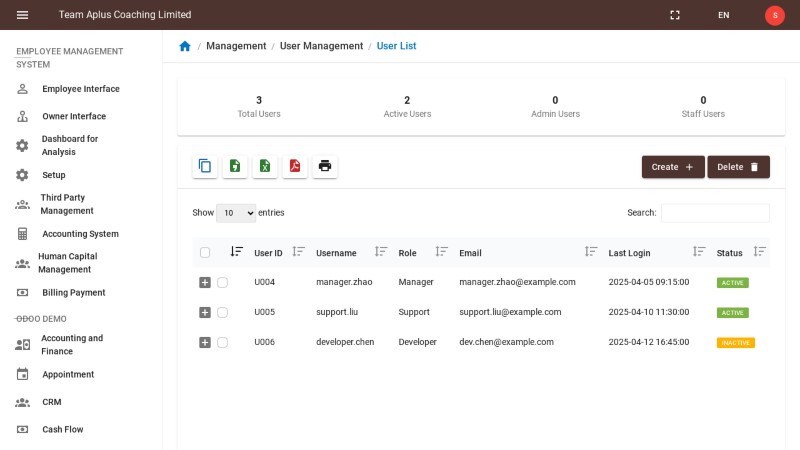 Team Aplus Coaching Limited
EN
S
EMPLOYEE MANAGEMENT
SYSTEM
Employee Interface
Owner Interface
Dashboard for
Analysis
Setup
Third Party
Management
Accounting System
Human Capital
Management
Billing Payment
ODOO DEMO
Accounting and
Finance
Appointment
CRM
Cash Flow
/ Management / User Management / User List
3
Total Users
2
Active Users
0
Admin Users
0
Staff Users
Create +
Delete
Show 10 entries
Search:
User ID Username Role Email Last Login Status
U004 manager.zhao Manager manager.zhao@example.com 2025-04-05 09:15:00 ACTIVE
U005 support.liu Support support.liu@example.com 2025-04-10 11:30:00 ACTIVE
U006 developer.chen Developer dev.chen@example.com 2025-04-12 16:45:00 INACTIVE